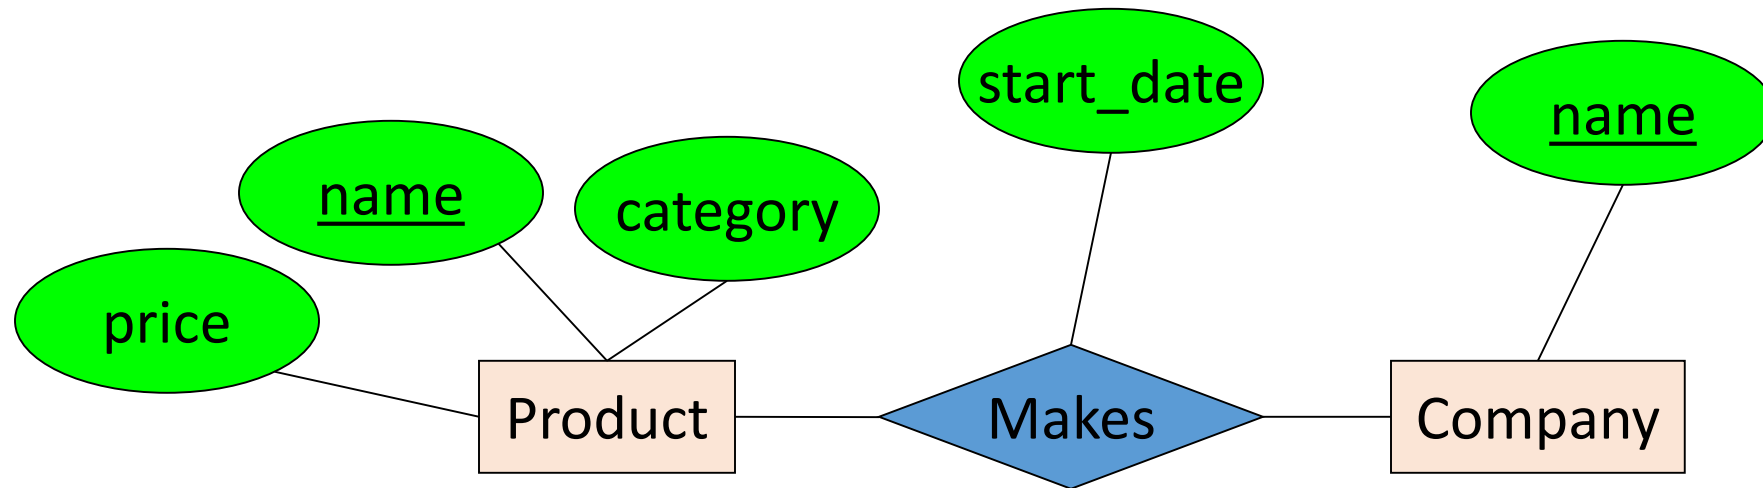 start_date
name
name
category
price
Product
Makes
Company